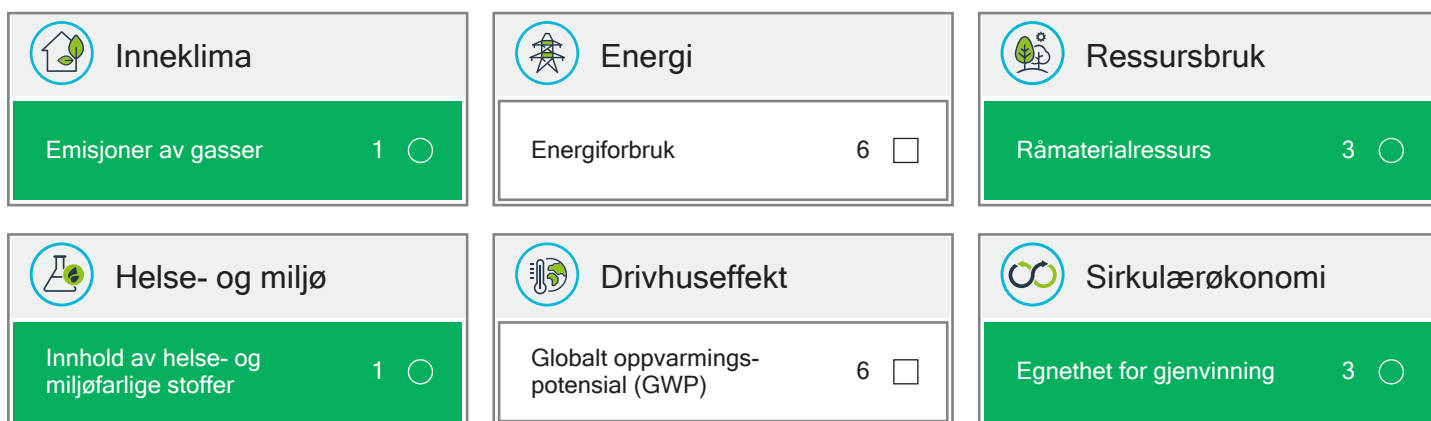 Inneklima
Emisjoner av gasser 1
Energi
Energiforbruk 6
Ressursbruk
Råmaterialressurs 3
Helse- og miljø
Innhold av helse- og
miljøfarlige stoffer 1
Drivhuseffekt
Globalt oppvarmings-
potensial (GWP) 6
Sirkulærøkonomi
Egnethet for gjenvinning 3